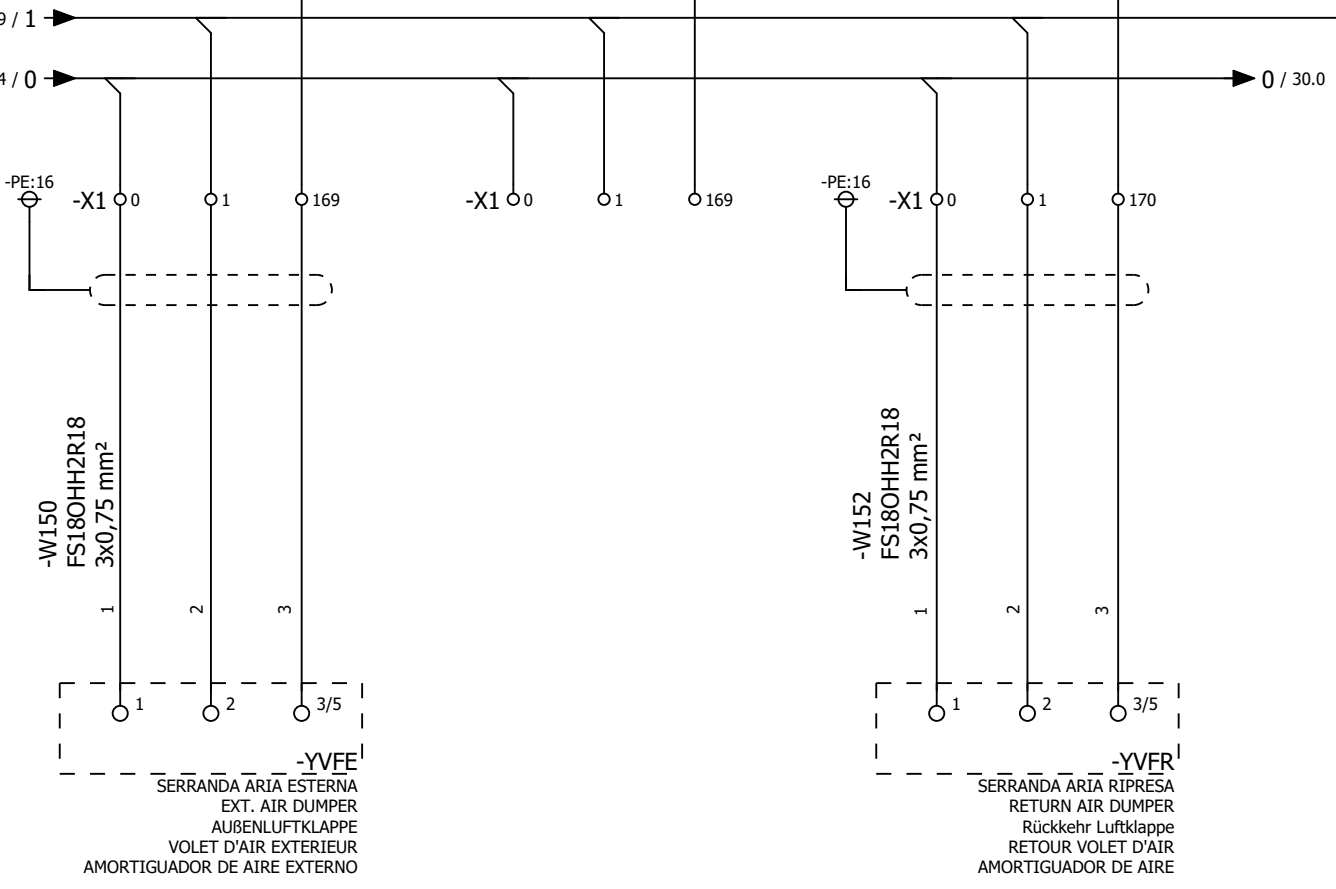 9 / 1
4 / 0
0 / 30.0
-PE:16
-X1 0 1 169
-X1 0 1 169
-PE:16
-X1 0 1 170
-W150
FS18OHH2R18
3x0,75 mm²
1 2 3
-W152
FS18OHH2R18
3x0,75 mm²
1 2 3
1 2 3/5
-YVFE
SERRANDA ARIA ESTERNA
EXT. AIR DUMPER
AUßENLUFTKLAPPE
VOLET D'AIR EXTERIEUR
AMORTIGUADOR DE AIRE EXTERNO
1 2 3/5
-YVFR
SERRANDA ARIA RIPRESA
RETURN AIR DUMPER
Rückkehr Luftklappe
RETOUR VOLET D'AIR
AMORTIGUADOR DE AIRE